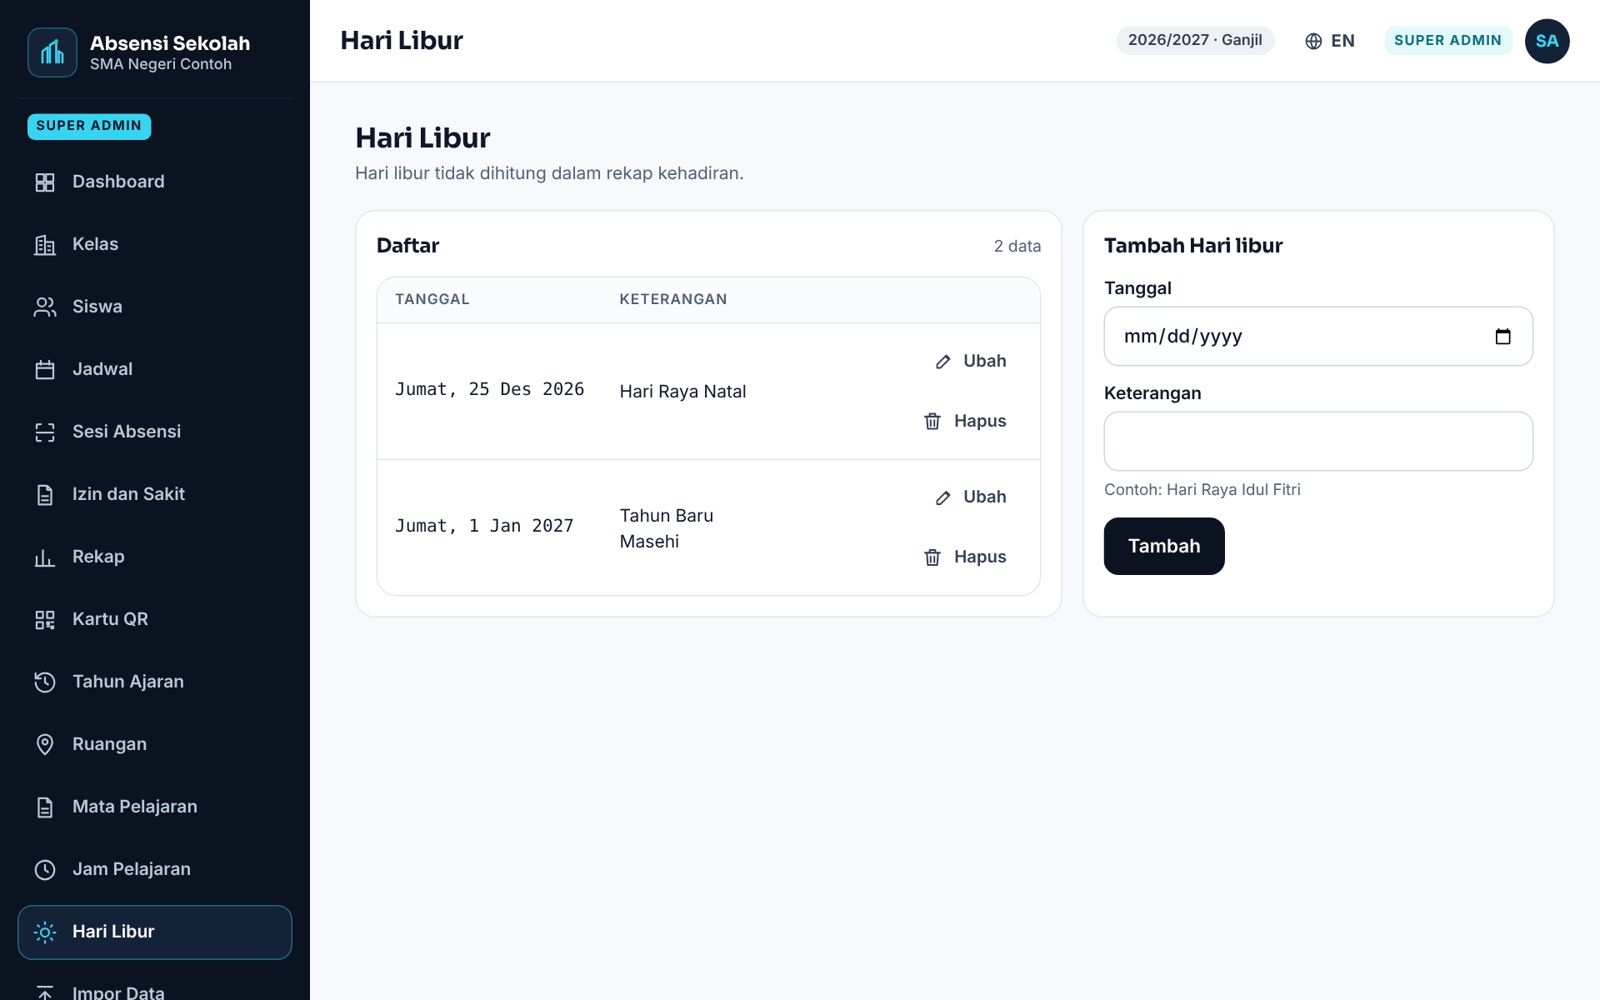 Absensi Sekolah
SMA Negeri Contoh
SUPER ADMIN
Dashboard
Kelas
Siswa
Jadwal
Sesi Absensi
Izin dan Sakit
Rekap
Kartu QR
Tahun Ajaran
Ruangan
Mata Pelajaran
Jam Pelajaran
Hari Libur
Impor Data
Hari Libur
2026/2027 · Ganjil
EN
SUPER ADMIN
SA
Hari Libur
Hari libur tidak dihitung dalam rekap kehadiran.
Daftar
2 data
TANGGAL KETERANGAN
Jumat, 25 Des 2026
Hari Raya Natal
Ubah
Hapus
Jumat, 1 Jan 2027
Tahun Baru
Masehi
Ubah
Hapus
Tambah Hari libur
Tanggal
mm/dd/yyyy
Keterangan
Contoh: Hari Raya Idul Fitri
Tambah